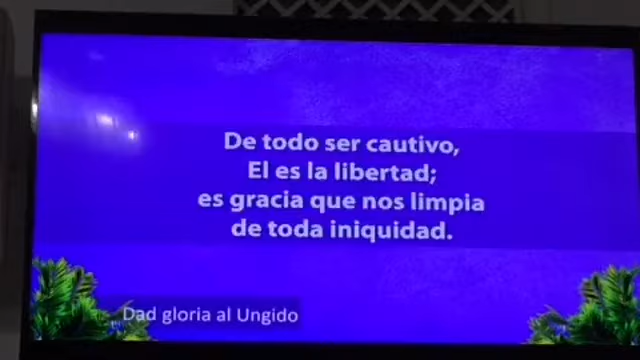 De todo ser cautivo,
El es la libertad;
es gracia que nos limpia
de toda iniquidad.
Dad gloria al Ungido